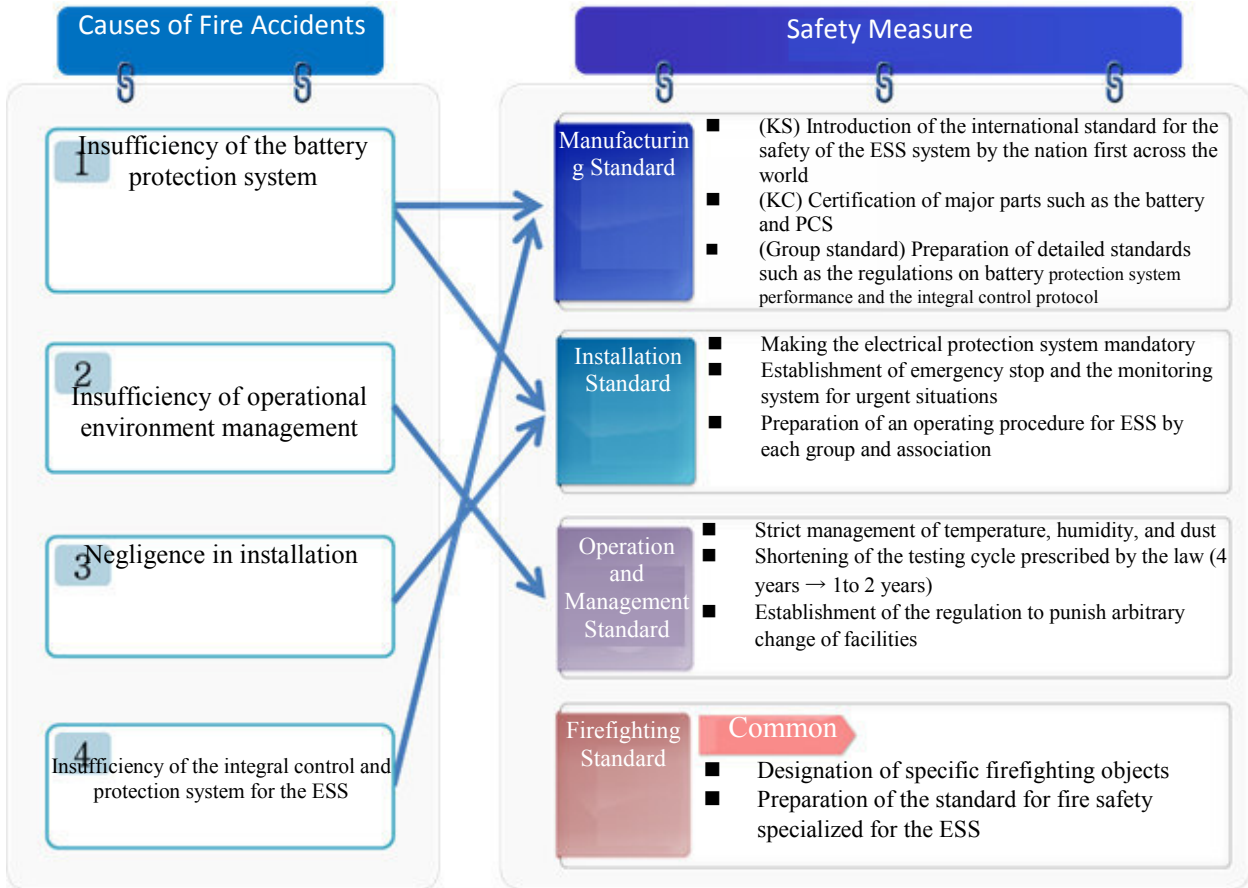 Causes of Fire Accidents
Safety Measure
1
Insufficiency of the battery
protection system
2
Insufficiency of operational
environment management
3
Negligence in installation
4
Insufficiency of the integral control and
protection system for the ESS
Manufacturin
g Standard
■ (KS) Introduction of the international standard for the
safety of the ESS system by the nation first across the
world
■ (KC) Certification of major parts such as the battery
and PCS
■ (Group standard) Preparation of detailed standards
such as the regulations on battery protection system
performance and the integral control protocol
Installation
Standard
■ Making the electrical protection system mandatory
■ Establishment of emergency stop and the monitoring
system for urgent situations
■ Preparation of an operating procedure for ESS by
each group and association
Operation
and
Management
Standard
■ Strict management of temperature, humidity, and dust
■ Shortening of the testing cycle prescribed by the law (4
years → 1to 2 years)
■ Establishment of the regulation to punish arbitrary
change of facilities
Firefighting
Standard
Common
■ Designation of specific firefighting objects
■ Preparation of the standard for fire safety
specialized for the ESS